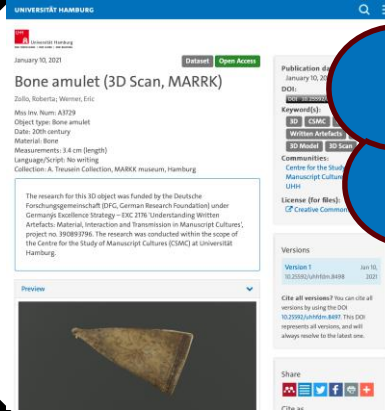 UNIVERSITÄT HAMBURG
Universität Hamburg
January 10, 2021
Dataset
Open Access
Bone amulet (3D Scan, MARRK)
Zollo, Roberta; Werner, Eric
Mss Inv. Num: A3729
Object type: Bone amulet
Date: 20th century
Material: Bone
Measurements: 3.4 cm (length)
Language/Script: No writing
Collection: A. Treusein Collection, MARKK museum, Hamburg
The research for this 3D object was funded by the Deutsche
Forschungsgemeinschaft (DFG, German Research Foundation) under
Germanýs Excellence Strategy – EXC 2176 'Understanding Written
Artefacts: Material, Interaction and Transmission in Manuscript Cultures',
project no. 390893796. The research was conducted within the scope of
the Centre for the Study of Manuscript Cultures (CSMC) at Universität
Hamburg.
Preview
Publication da
January 10, 20
DOI:
DOI 10.25592/
Keyword(s):
3D CSMC
Written Artefacts
3D Model 3D Scan
Communities:
Centre for the Study
Manuscript Cultur
UHH
License (for files):
Creative Common
Versions
Version 1 Jan 10,
10.25592/uhhfdm.8498 2021
Cite all versions? You can cite all
versions by using the DOI
10.25592/uhhfdm.8497. This DOI
represents all versions, and will
always resolve to the latest one.
Share
Cite as